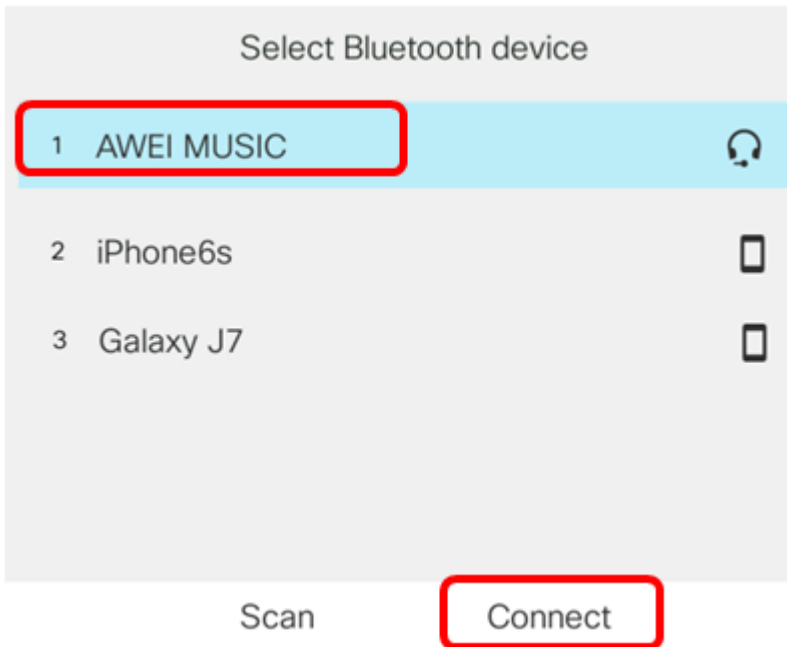 Select Bluetooth device
1 AWEI MUSIC
2 iPhone6s
3 Galaxy J7
Scan Connect